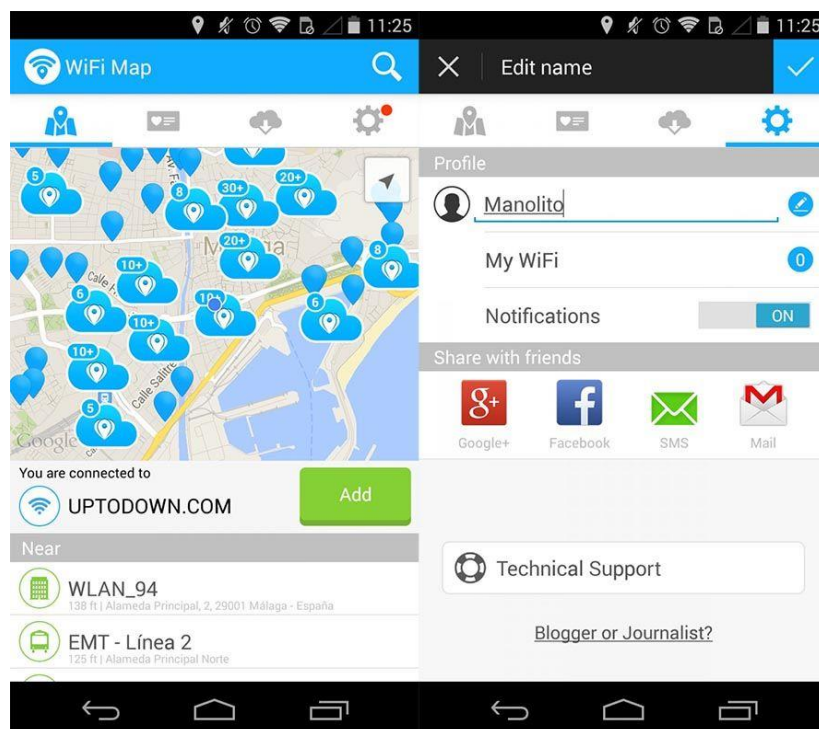 11:25
WiFi Map
5
8
30+
20+
Málaga
20+
8
10+
Calle
6
10+
10+
6
10+
Calle Salitre
5
Google
You are connected to
UPTODOWN.COM
Add
Near
WLAN_94
138 ft | Alameda Principal, 2, 29001 Málaga - España
EMT - Línea 2
125 ft | Alameda Principal Norte
11:25
Edit name
Profile
Manolito
My WiFi
0
Notifications
ON
Share with friends
8+
Google+
Facebook
SMS
Mail
Technical Support
Blogger or Journalist?